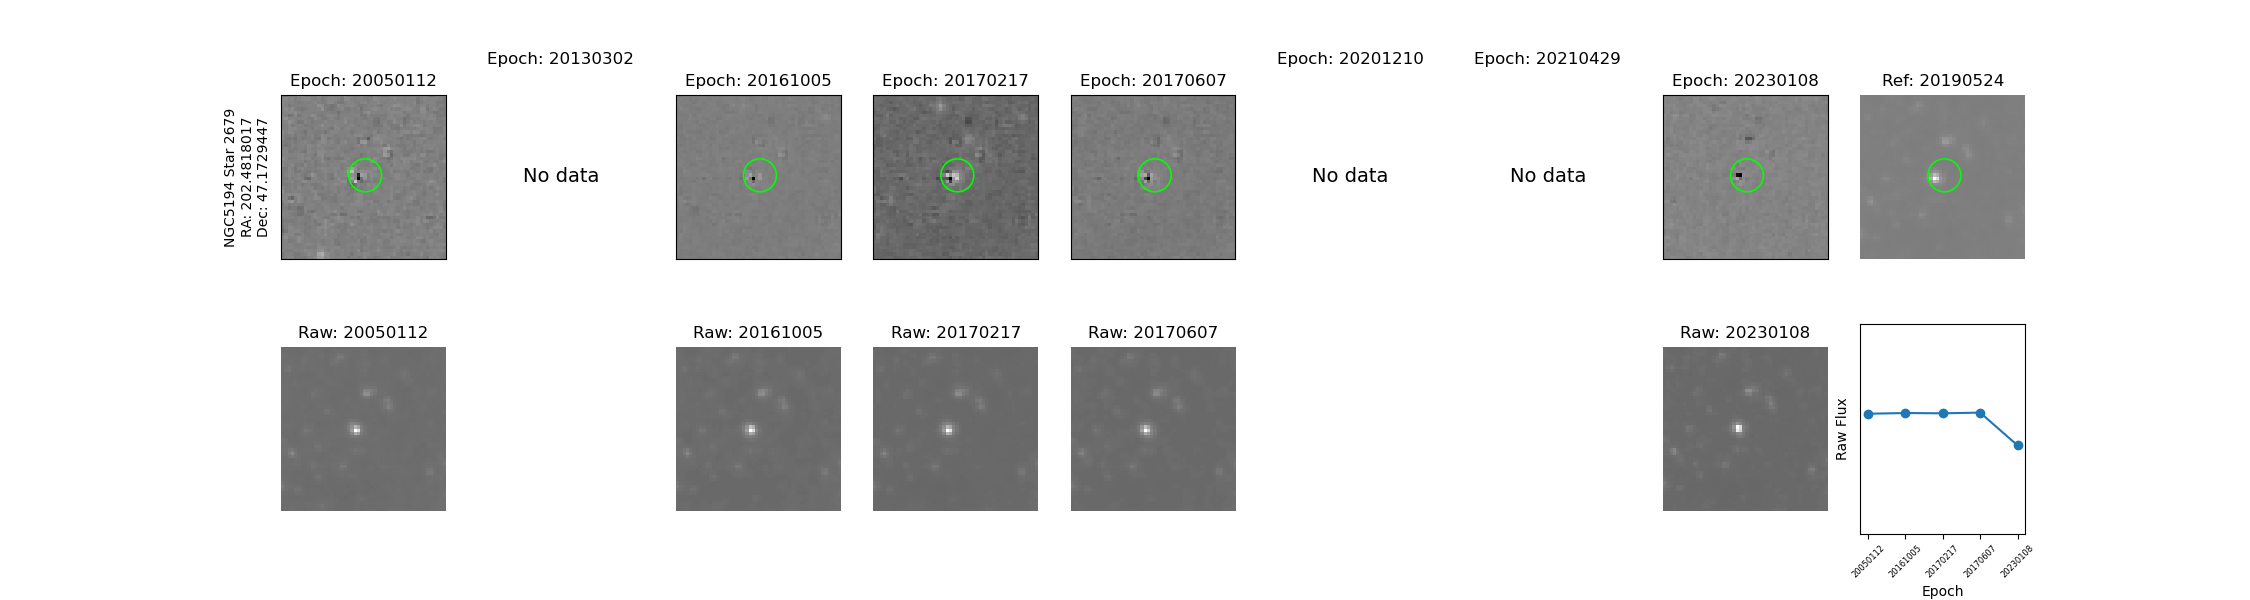 Epoch: 20050112
Epoch: 20130302
Epoch: 20161005
Epoch: 20170217
Epoch: 20170607
Epoch: 20201210
Epoch: 20210429
Epoch: 20230108
Ref: 20190524
NGC5194 Star 2679
RA: 202.4818017
Dec: 47.1729447
No data
No data
No data
Raw: 20050112
Raw: 20161005
Raw: 20170217
Raw: 20170607
Raw: 20230108
Raw Flux
20050112
20161005
20170217
20170607
20230108
Epoch